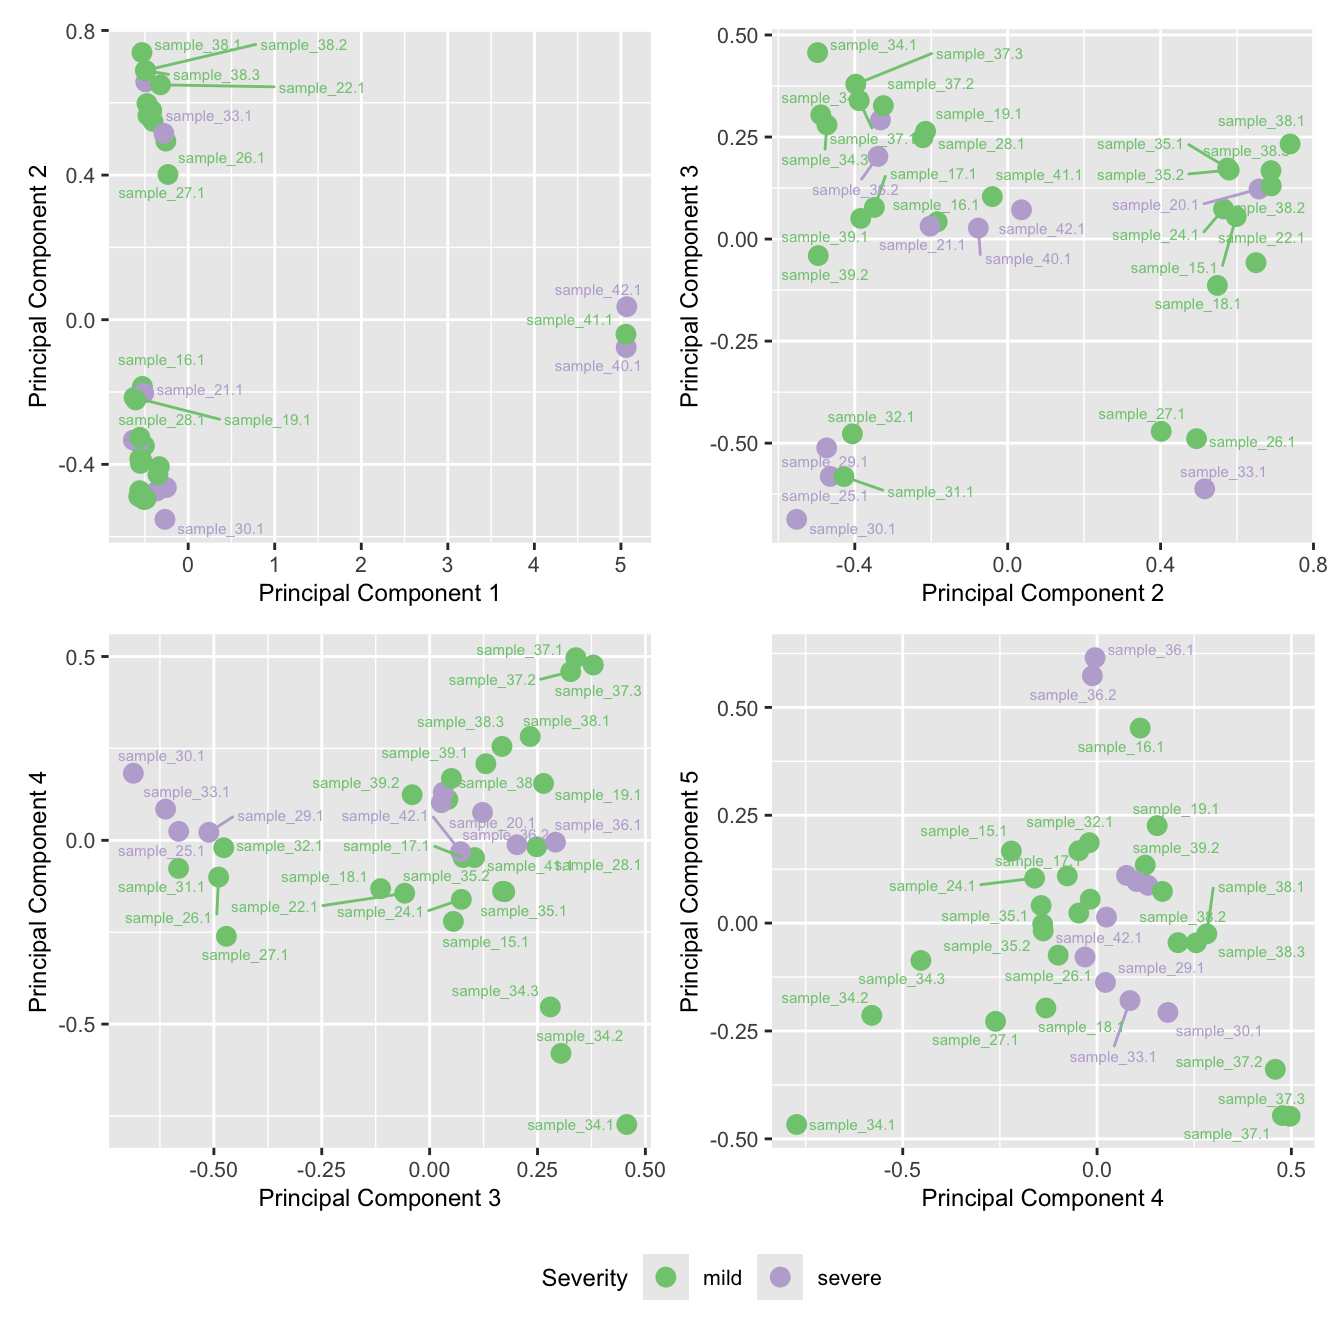 0.8
0.4
0.0
-0.4
Principal Component 2
sample_38.1
sample_38.2
sample_38.3
sample_22.1
sample_33.1
sample_26.1
sample_27.1
sample_42.1
sample_41.1
sample_40.1
sample_16.1
sample_21.1
sample_28.1
sample_19.1
sample_30.1
0 1 2 3 4 5
Principal Component 1
0.50
0.25
0.00
-0.25
-0.50
Principal Component 3
sample_34.1
sample_37.3
sample_37.2
sample_19.1
sample_38.1
sample_37.1
sample_28.1
sample_35.1
sample_34.3
sample_17.1
sample_41.1
sample_35.2
sample_36.2
sample_16.1
sample_20.1
sample_38.2
sample_39.1
sample_21.1
sample_42.1
sample_24.1
sample_22.1
sample_40.1
sample_39.2
sample_15.1
sample_18.1
sample_32.1
sample_27.1
sample_26.1
sample_29.1
sample_33.1
sample_25.1
sample_31.1
sample_30.1
-0.4 0.0 0.4 0.8
Principal Component 2
0.5
0.0
-0.5
Principal Component 4
sample_37.1
sample_37.2
sample_37.3
sample_38.3
sample_38.1
sample_30.1
sample_39.1
sample_39.2
sample_33.1
sample_19.1
sample_29.1
sample_42.1
sample_20.1
sample_36.1
sample_36.2
sample_25.1
sample_32.1
sample_17.1
sample_28.1
sample_31.1
sample_18.1
sample_35.2
sample_26.1
sample_22.1
sample_24.1
sample_35.1
sample_27.1
sample_15.1
sample_34.3
sample_34.2
sample_34.1
-0.50 -0.25 0.00 0.25 0.50
Principal Component 3
0.50
0.25
0.00
-0.25
-0.50
Principal Component 5
sample_36.1
sample_36.2
sample_16.1
sample_19.1
sample_32.1
sample_15.1
sample_39.2
sample_24.1
sample_38.1
sample_35.1
sample_38.2
sample_42.1
sample_35.2
sample_38.3
sample_29.1
sample_34.3
sample_26.1
sample_34.2
sample_18.1
sample_30.1
sample_27.1
sample_33.1
sample_37.2
sample_37.3
sample_34.1
sample_37.1
-0.5 0.0 0.5
Principal Component 4
Severity mild severe